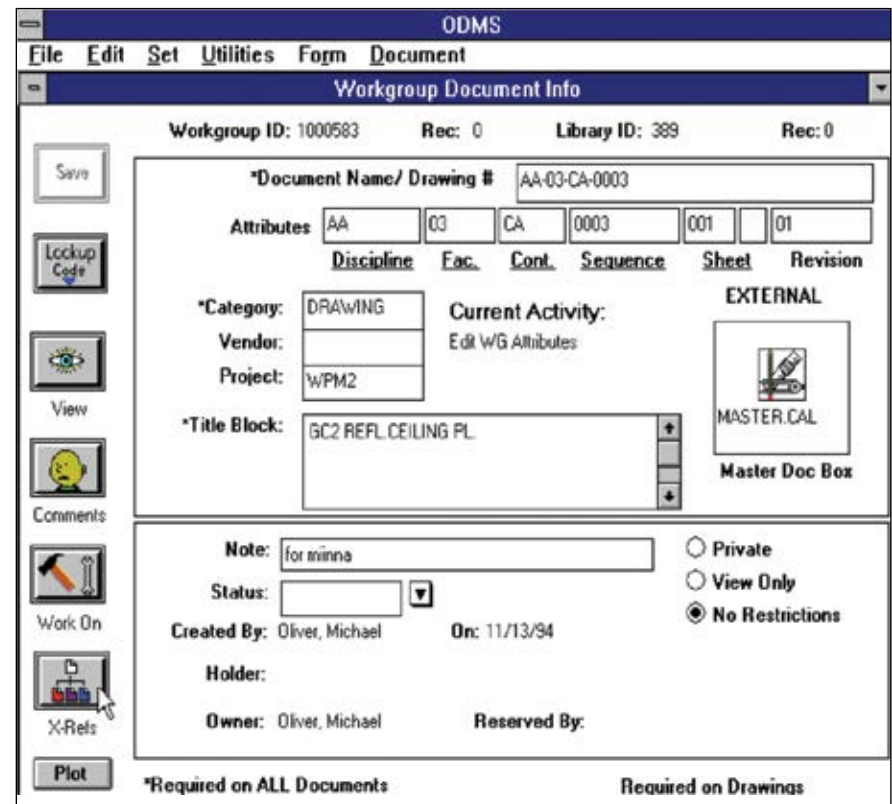 ODMS
File Edit Set Utilities Form Document
Workgroup Document Info
Workgroup ID: 1000583 Rec: 0 Library ID: 389 Rec:0
Save
*Document Name/ Drawing # AA-03-CA-0003
Attributes AA 03 CA 0003 001 01
Lockup Code
Discipline Fac. Cont. Sequence Sheet Revision
*Category: DRAWING Current Activity: EXTERNAL
Vendor: Edit WG Attributes
View
Project: WPM2
*Title Block: GC2 REFL.CEILING PL. MASTER.CAL
Master Doc Box
Comments
Note: for miinna Private
Status: View Only
Work On
No Restrictions
Created By: Oliver, Michael On: 11/13/94
Holder:
X-Refs
Owner: Oliver, Michael Reserved By:
Plot
*Required on ALL Documents Required on Drawings